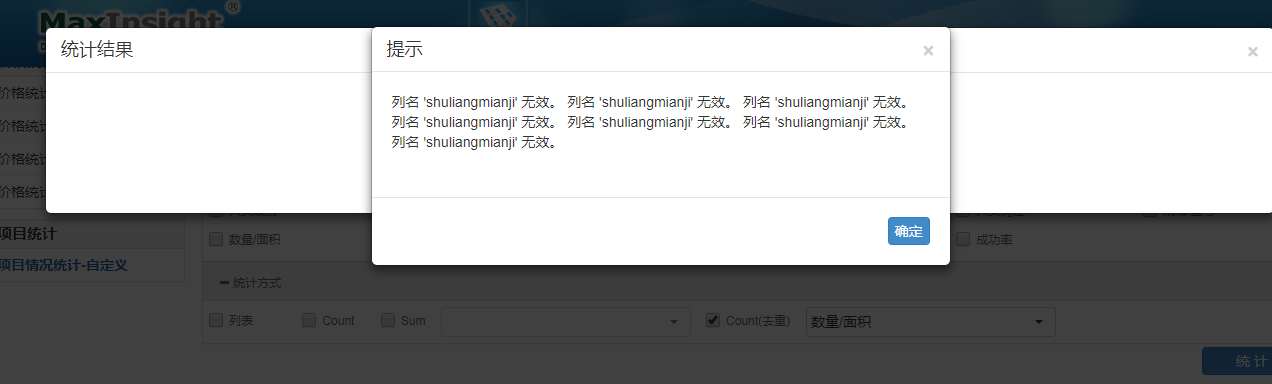 MaxInsight®
统计结果
×
提示
×
列名 'shuliangmianji' 无效。 列名 'shuliangmianji' 无效。 列名 'shuliangmianji' 无效。
列名 'shuliangmianji' 无效。 列名 'shuliangmianji' 无效。 列名 'shuliangmianji' 无效。
列名 'shuliangmianji' 无效。
确定
价格统计
价格统计
价格统计
价格统计
项目统计
项目情况统计-自定义
数量/面积
成功率
统计方式
列表 Count Sum Count(去重) 数量/面积
统 计